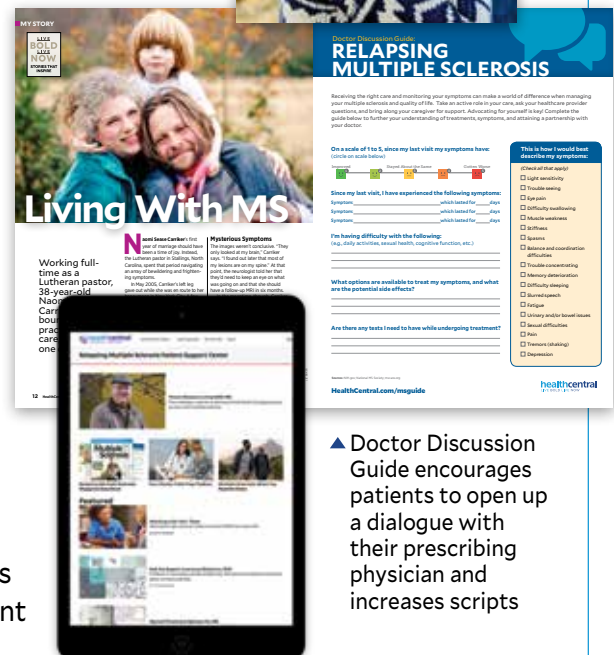 MY STORY
LIVE
BOLD
LIVE
NOW
STORIES THAT
INSPIRE
Living With MS
Working full-
time as a
Lutheran pastor,
38-year-old
Naomi Sease Carriker's first
year of marriage should have
been a time of joy. Instead,
the Lutheran pastor in Stallings, North
Carolina, spent that period navigating
an array of bewildering and frighten-
ing symptoms.
In May 2005, Carriker's left leg
gave out while she was en route to her
Mysterious Symptoms
The images weren't conclusive. "They
only looked at my brain," Carriker
says. "I found out later that most of
my lesions are on my spine." At that
point, the neurologist told her that
they'd need to keep an eye on what
was going on and that she should
have a follow-up MRI in six months.
12
Doctor Discussion Guide:
RELAPSING
MULTIPLE SCLEROSIS
Receiving the right care and monitoring your symptoms can make a world of difference when managing
your multiple sclerosis and quality of life. Take an active role in your care, ask your healthcare provider
questions, and bring along your caregiver for support. Advocating for yourself is key! Complete the
guide below to further your understanding of treatments, symptoms, and attaining a partnership with
your doctor.
On a scale of 1 to 5, since my last visit my symptoms have:
(circle on scale below)
Improved Stayed About the Same Gotten Worse
Since my last visit, I have experienced the following symptoms:
Symptom: which lasted for days
Symptom: which lasted for days
Symptom: which lasted for days
I'm having difficulty with the following:
(e.g., daily activities, sexual health, cognitive function, etc.)
What options are available to treat my symptoms, and what
are the potential side effects?
Are there any tests I need to have while undergoing treatment?
HealthCentral.com/msguide
This is how I would best
describe my symptoms:
(Check all that apply)
Light sensitivity
Trouble seeing
Eye pain
Difficulty swallowing
Muscle weakness
Stiffness
Spasms
Balance and coordination
difficulties
Trouble concentrating
Memory deterioration
Difficulty sleeping
Slurred speech
Fatigue
Urinary and/or bowel issues
Sexual difficulties
Pain
Tremors (shaking)
Depression
healthcentral
LIVE BOLD, LIVE NOW
healthcentral
Relapsing Multiple Sclerosis Patient Support Center
Featured
▲ Doctor Discussion
Guide encourages
patients to open up
a dialogue with
their prescribing
physician and
increases scripts